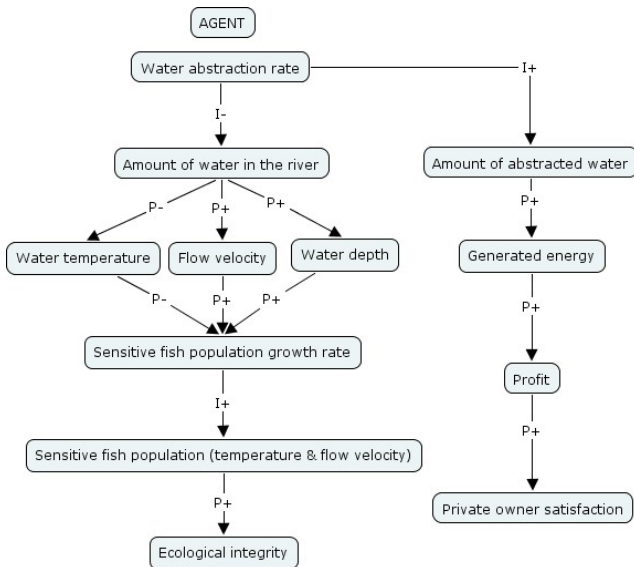 AGENT
Water abstraction rate
I+
I-
Amount of water in the river
Amount of abstracted water
P-
P+
P+
P+
Water temperature
Flow velocity
Water depth
Generated energy
P-
P+
P+
P+
Sensitive fish population growth rate
Profit
I+
P+
Sensitive fish population (temperature & flow velocity)
P+
Private owner satisfaction
Ecological integrity